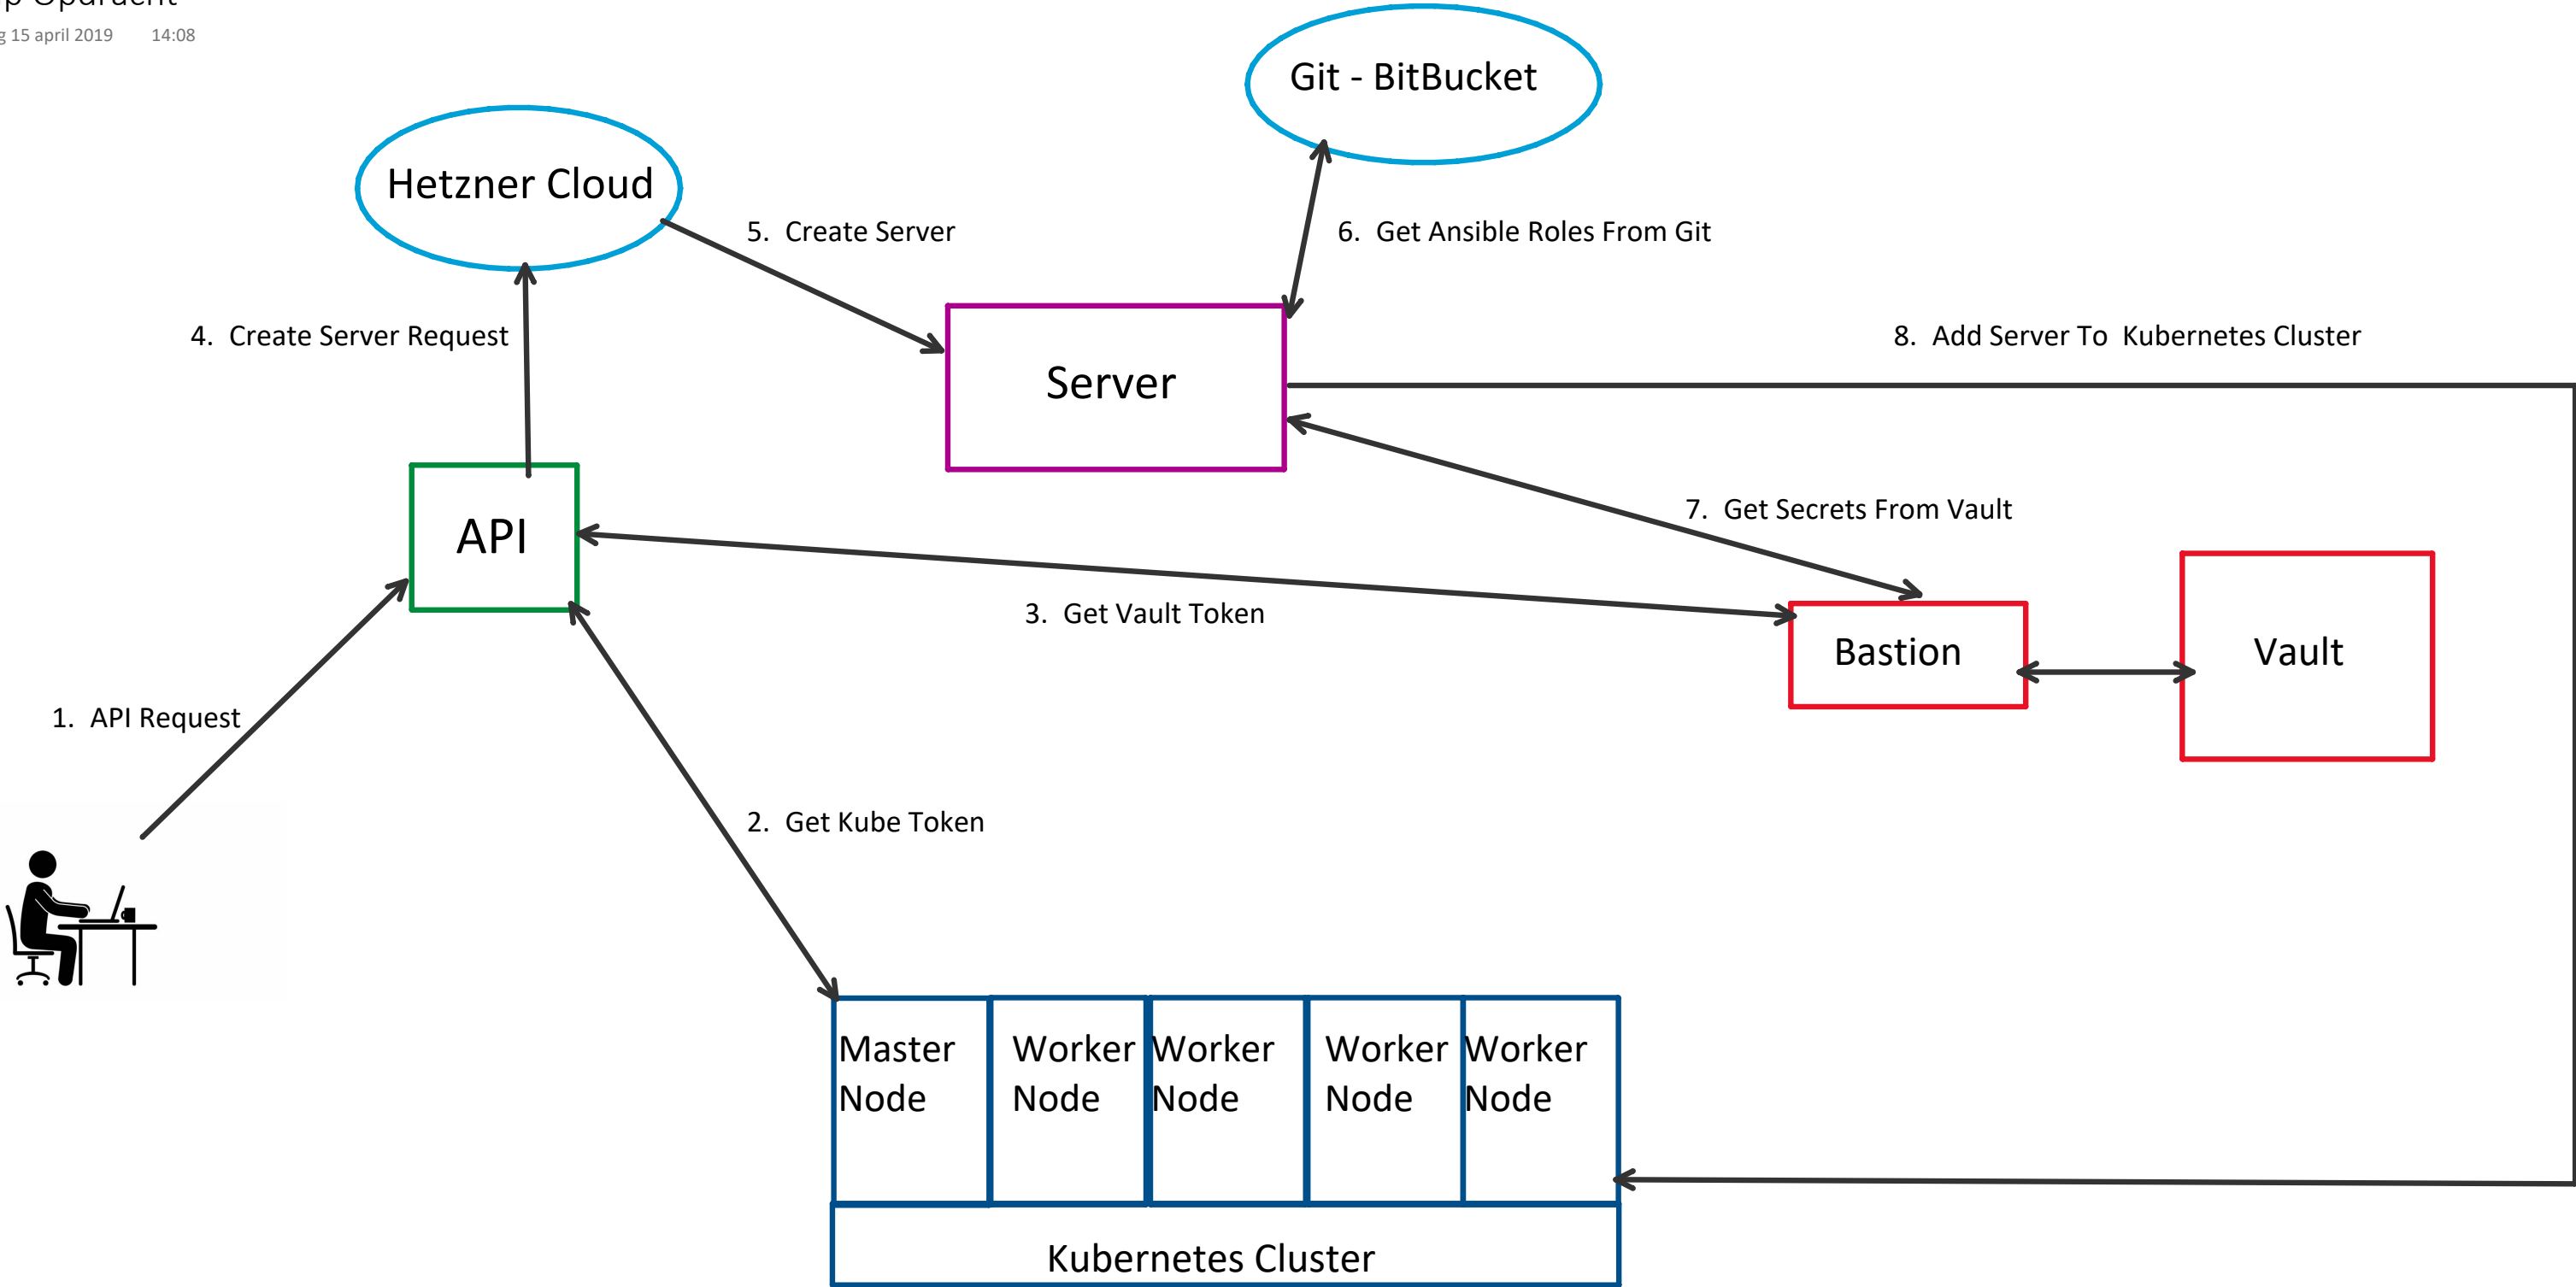 Opdracht
15 april 2019 14:08
Git - BitBucket
Hetzner Cloud
5. Create Server
6. Get Ansible Roles From Git
4. Create Server Request
8. Add Server To Kubernetes Cluster
Server
7. Get Secrets From Vault
API
3. Get Vault Token
Bastion
Vault
1. API Request
2. Get Kube Token
Master
Node
Worker
Node
Worker
Node
Worker
Node
Worker
Node
Kubernetes Cluster